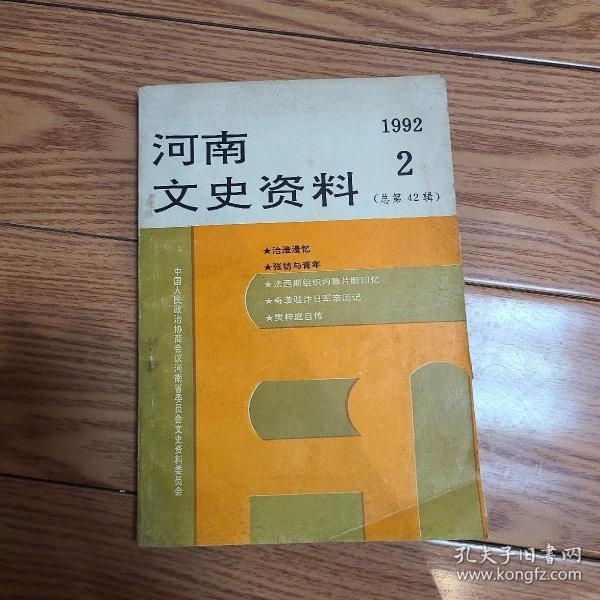 河南
文史资料
1992
2
(总第42辑)
★治淮漫忆
★张钫与青年
★法西斯组织内幕片断回忆
★奇袭驻汴日军亲历记
★樊粹庭自传
中国人民政治协商会议河南省委员会文史资料委员会
孔夫子旧书网
www.kongfz.com